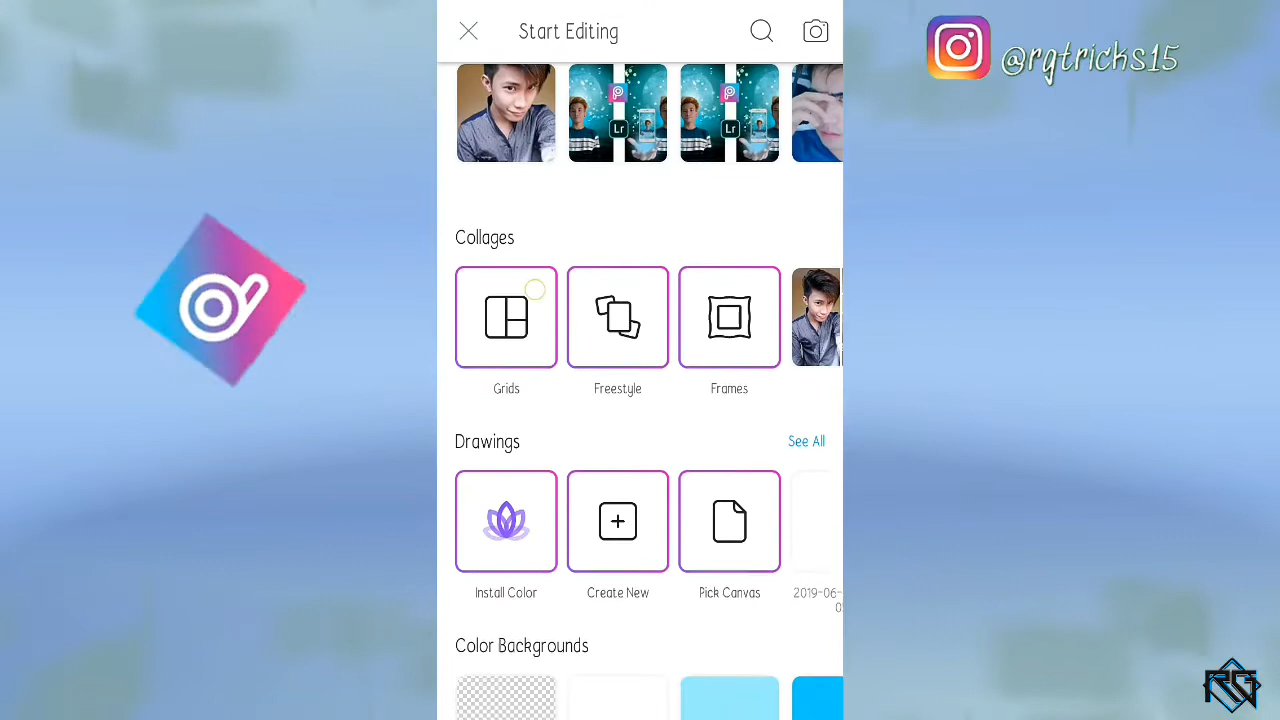 Start Editing
@rgtricks15
Lr
Lr
Collages
Grids
Freestyle
Frames
Drawings
See All
Install Color
Create New
Pick Canvas
2019-06-
Color Backgrounds
RG